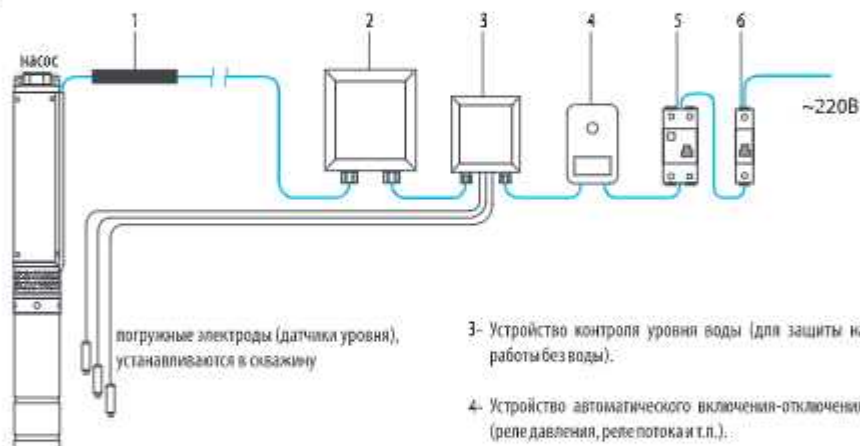 1 2 3 4 5 6
насос
~220В
погружные электроды (датчики уровня),
устанавливаются в скважину
3- Устройство контроля уровня воды (для защиты
работы без воды).
4- Устройство автоматического включения-отключения
(реле давления, реле потока и т.п.).